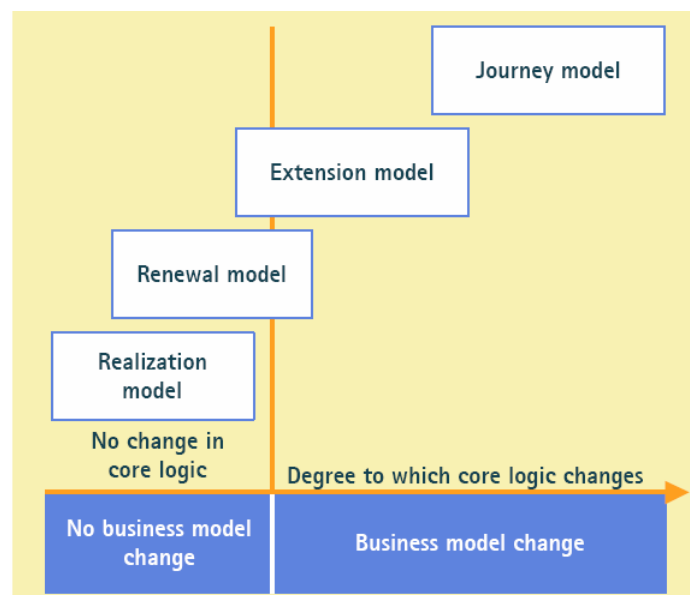 Journey model
Extension model
Renewal model
Realization
model
No change in
core logic
Degree to which core logic changes
No business model
change
Business model change